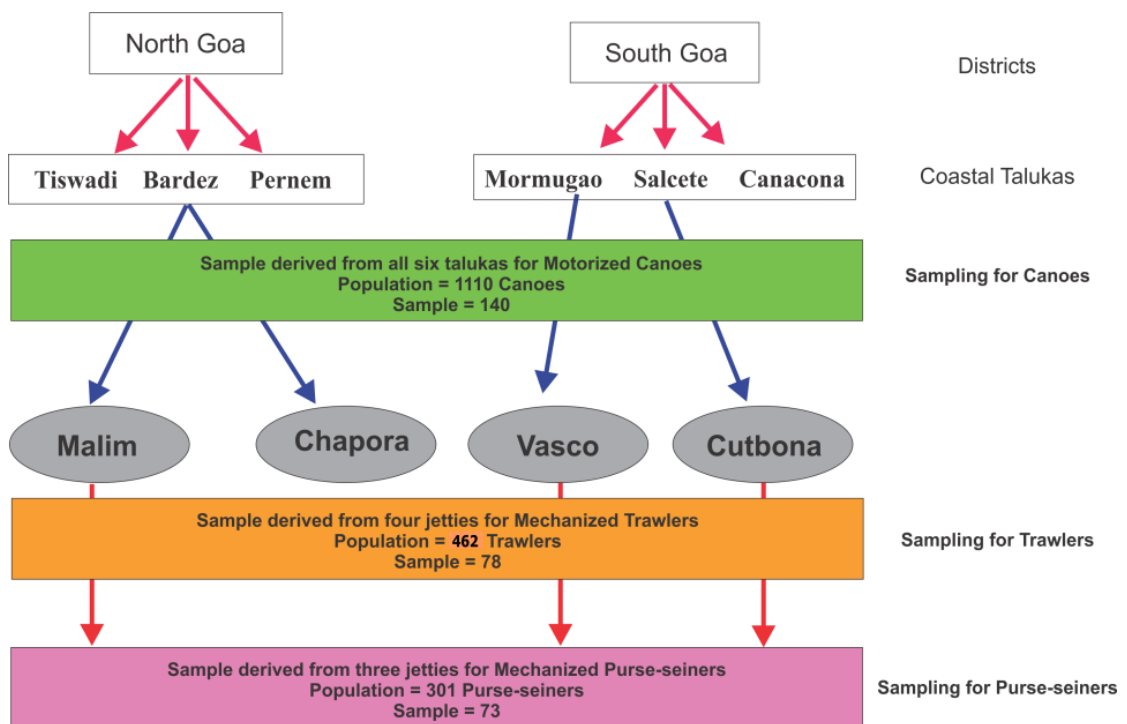 North Goa
South Goa
Districts
Tiswadi Bardez Pernem
Mormugao Salcete Canacona
Coastal Talukas
Sample derived from all six talukas for Motorized Canoes
Population = 1110 Canoes
Sample = 140
Sampling for Canoes
Malim
Chapora
Vasco
Cutbona
Sample derived from four jetties for Mechanized Trawlers
Population = 462 Trawlers
Sample = 78
Sampling for Trawlers
Sample derived from three jetties for Mechanized Purse-seiners
Population = 301 Purse-seiners
Sample = 73
Sampling for Purse-seiners